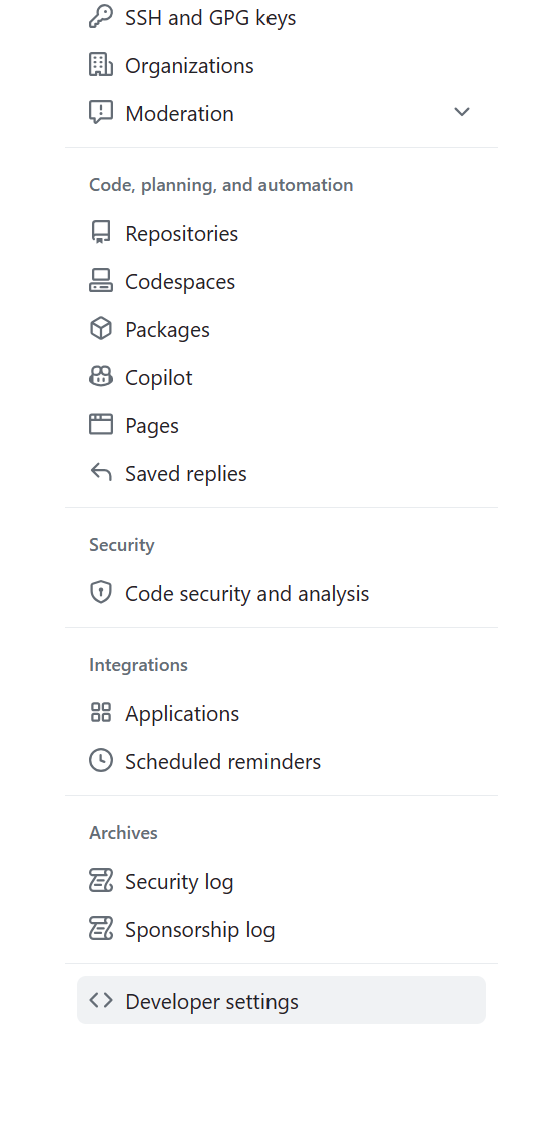 SSH and GPG keys
Organizations
Moderation
Code, planning, and automation
Repositories
Codespaces
Packages
Copilot
Pages
Saved replies
Security
Code security and analysis
Integrations
Applications
Scheduled reminders
Archives
Security log
Sponsorship log
Developer settings